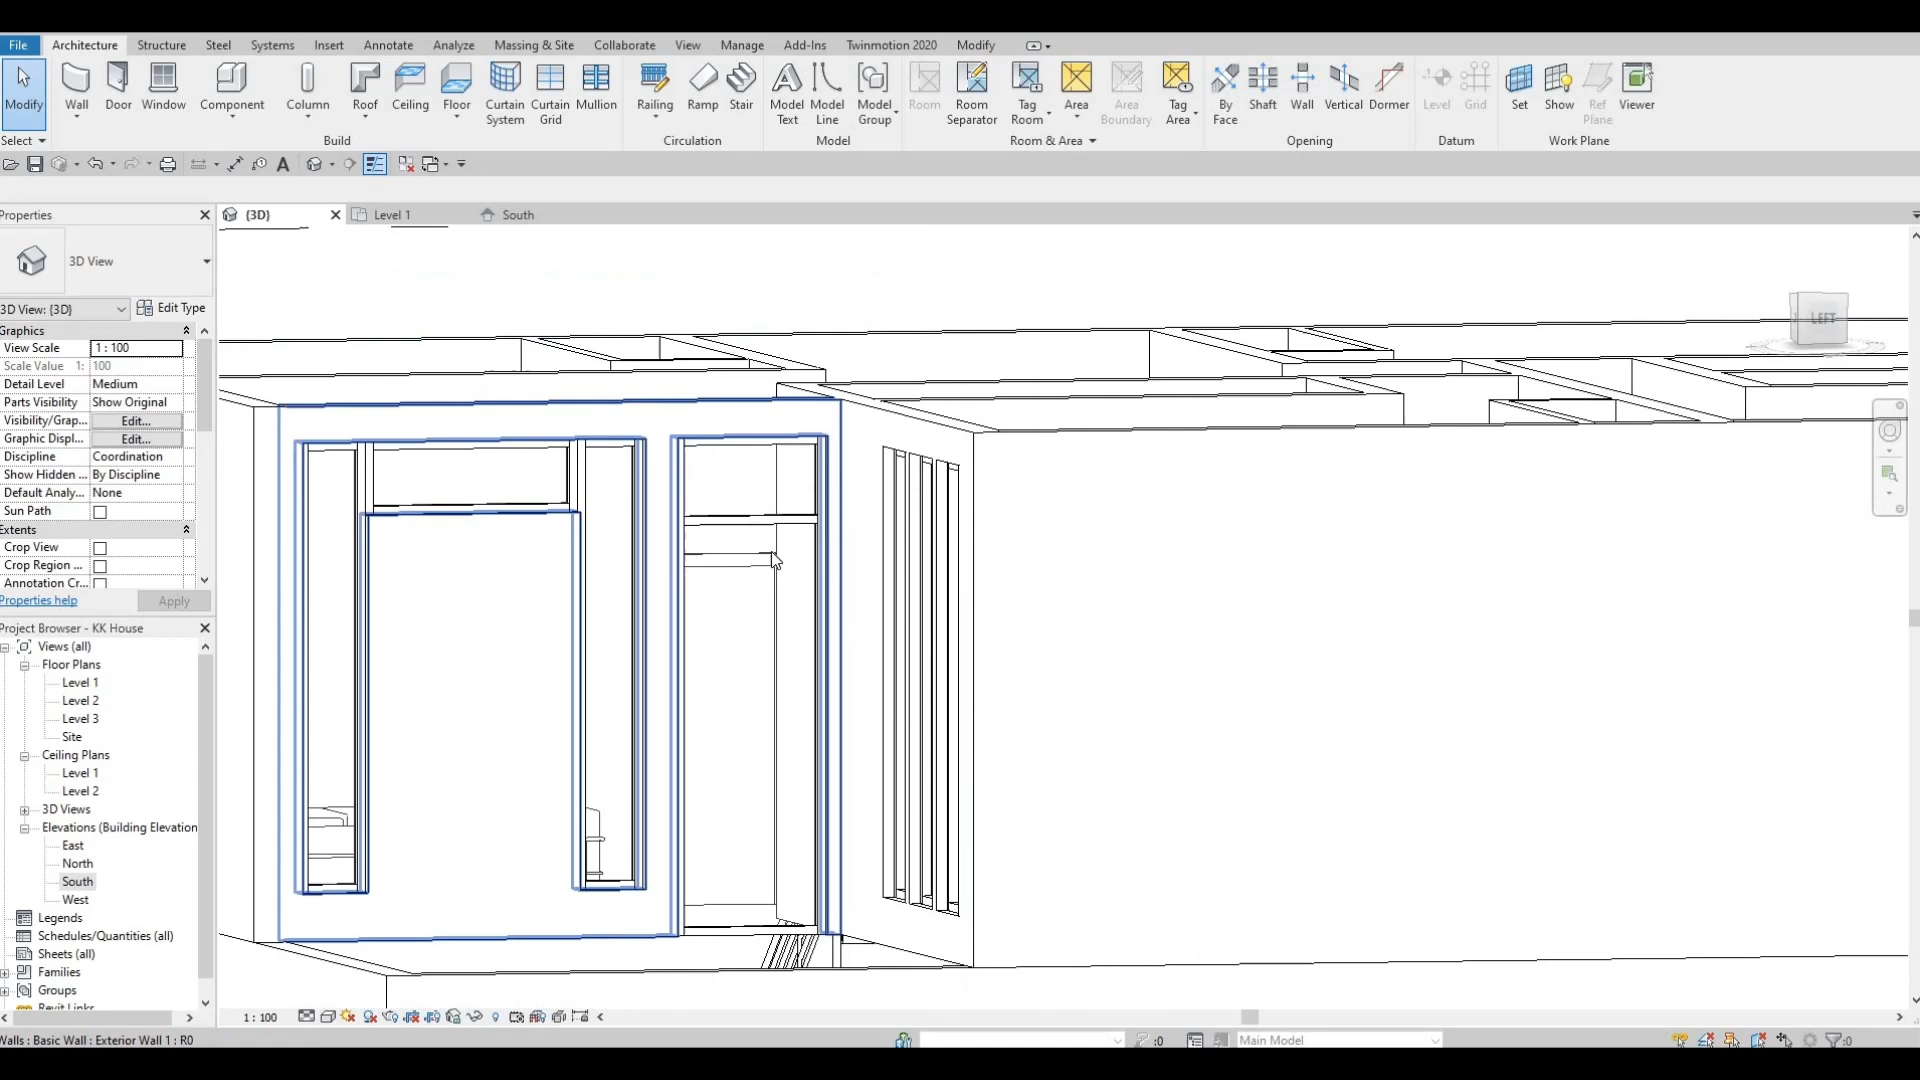 File Architecture Structure Steel Systems Insert Annotate Analyze Massing & Site Collaborate View Manage Add-Ins Twinmotion 2020 Modify
Modify Wall Door Window Component Column Roof Ceiling Floor Curtain System Curtain Grid Mullion Railing Ramp Stair Model Text Model Line Model Group Room Room Separator Tag Room Area Area Boundary Tag Area By Face Shaft Wall Vertical Dormer Level Grid Set Show Ref Plane Viewer
Select Build Circulation Model Room & Area Opening Datum Work Plane
Properties
{3D} Level 1 South
3D View
3D View: {3D} Edit Type
Graphics
View Scale 1 : 100
Scale Value 1: 100
Detail Level Medium
Parts Visibility Show Original
Visibility/Grap... Edit...
Graphic Displ... Edit...
Discipline Coordination
Show Hidden ... By Discipline
Default Analy... None
Sun Path
Extents
Crop View
Crop Region ...
Annotation Cr...
Properties help Apply
LEFT
Project Browser - KK House
Views (all)
Floor Plans
Level 1
Level 2
Level 3
Site
Ceiling Plans
Level 1
Level 2
3D Views
Elevations (Building Elevation
East
North
South
West
Legends
Schedules/Quantities (all)
Sheets (all)
Families
Groups
Revit Links
1 : 100
Walls : Basic Wall : Exterior Wall 1 : R0 :0 Main Model :0